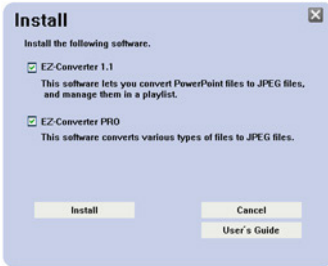 Install
Install the following software.
EZ-Converter 1.1
This software lets you convert PowerPoint files to JPEG files,
and manage them in a playlist.
EZ-Converter PRO
This software converts various types of files to JPEG files.
Install
Cancel
User's Guide